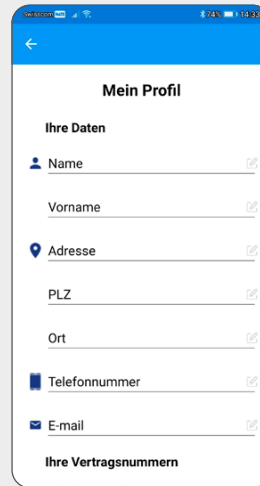 Swisscom
74% 14:33
Mein Profil
Ihre Daten
Name
Vorname
Adresse
PLZ
Ort
Telefonnummer
E-mail
Ihre Vertragsnummern